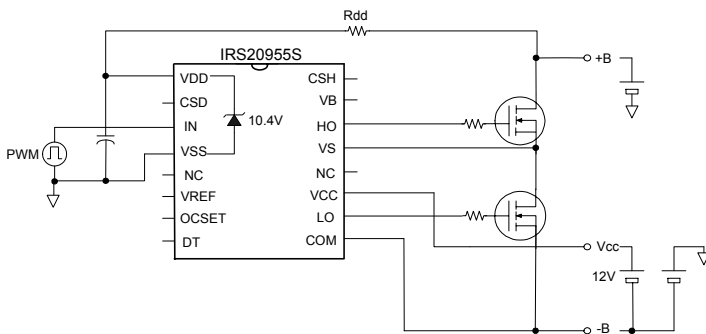 Rdd
IRS20955S
+B
VDD
CSH
CSD
VB
10.4V
IN
HO
PWM
VSS
VS
NC
NC
VREF
VCC
OCSET
LO
DT
COM
Vcc
12V
-B